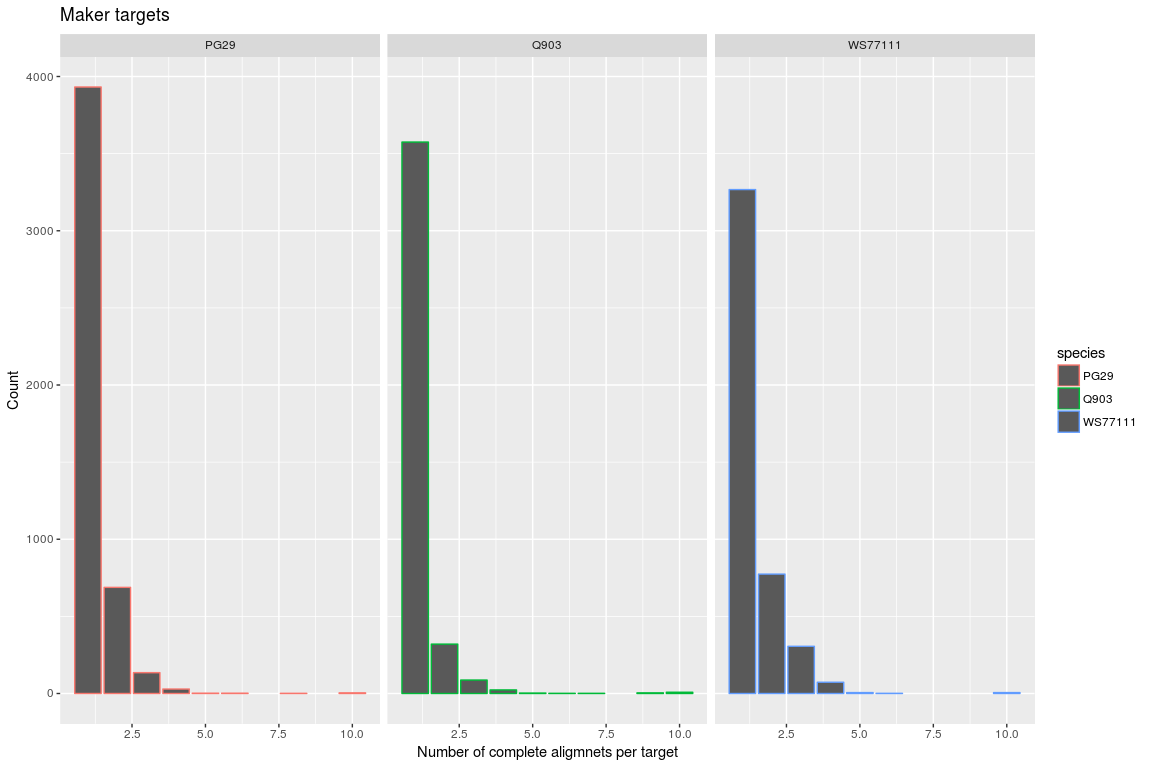 Maker targets
PG29 Q903 WS77111
4000
3000
2000
1000
0
Count
2.5 5.0 7.5 10.0 2.5 5.0 7.5 10.0 2.5 5.0 7.5 10.0
Number of complete aligmnets per target
species
PG29
Q903
WS77111